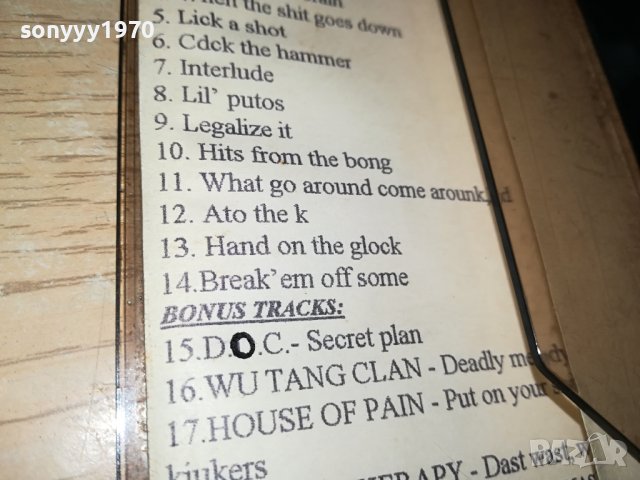 sonyyy1970
the shit goes down
5. Lick a shot
6. Cdck the hammer
7. Interlude
8. Lil' putos
9. Legalize it
10. Hits from the bong
11. What go around come arounk,d
12. Ato the k
13. Hand on the glock
14.Break'em off some
BONUS TRACKS:
15.D.O.C.- Secret plan
16.WU TANG CLAN - Deadly
17.HOUSE OF PAIN - Put on your
kiukers
- Dast wast, w
BAZAR